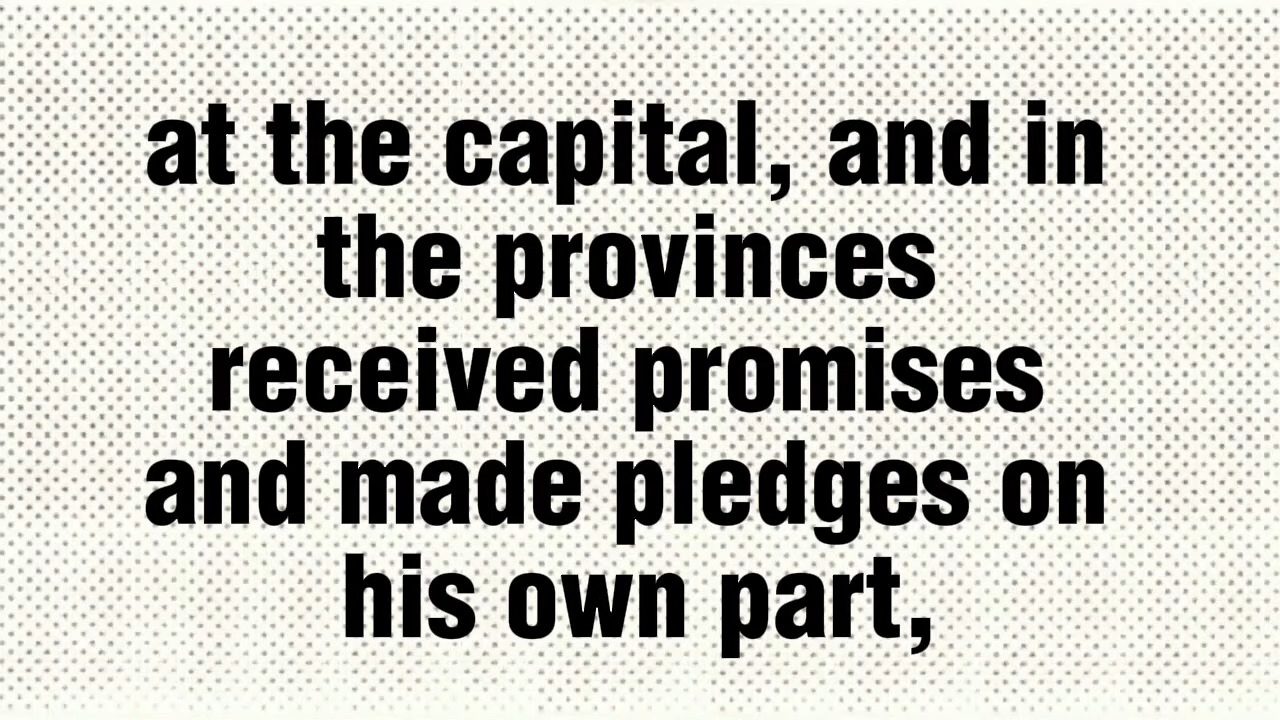 at the capital, and in
the provinces
received promises
and made pledges on
his own part,